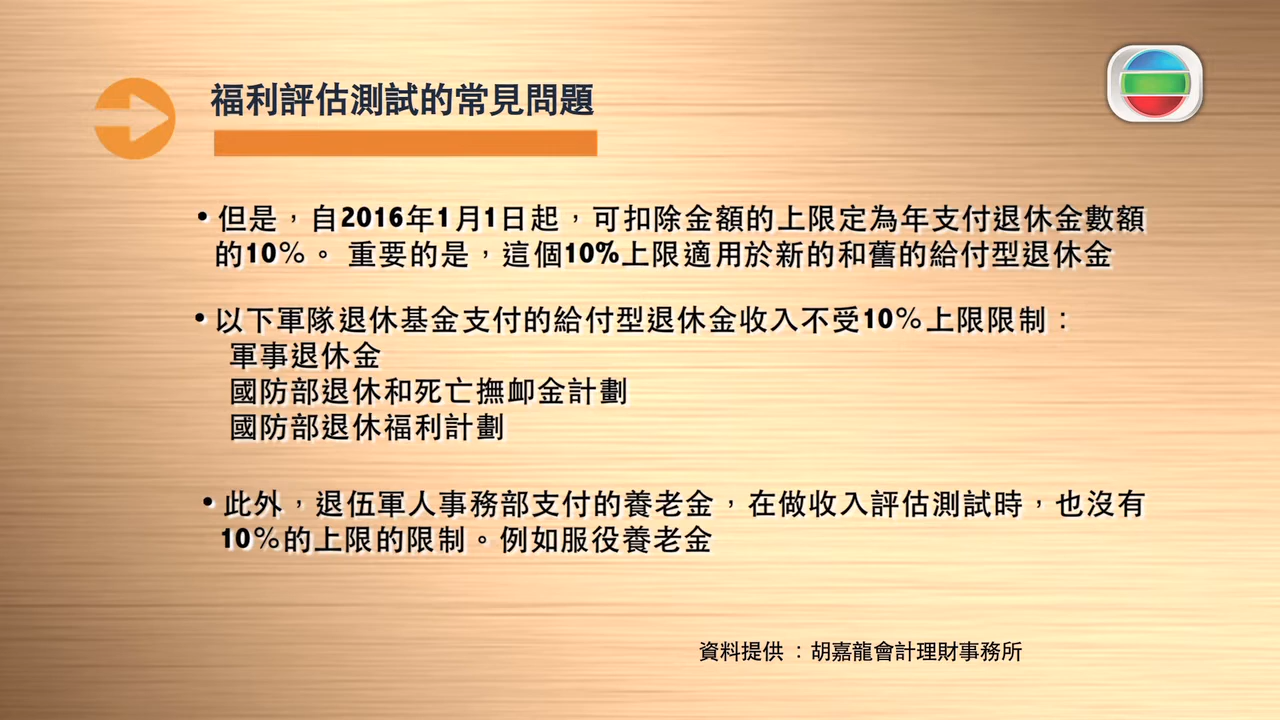 福利評估測試的常見問題
• 但是，自2016年1月1日起，可扣除金額的上限定為年支付退休金數額
的10%。 重要的是，這個10%上限適用於新的和舊的給付型退休金
• 以下軍隊退休基金支付的給付型退休金收入不受10%上限限制：
軍事退休金
國防部退休和死亡撫卹金計劃
國防部退休福利計劃
• 此外，退伍軍人事務部支付的養老金，在做收入評估測試時，也沒有
10%的上限的限制。例如服役養老金
資料提供 ：胡嘉龍會計理財事務所